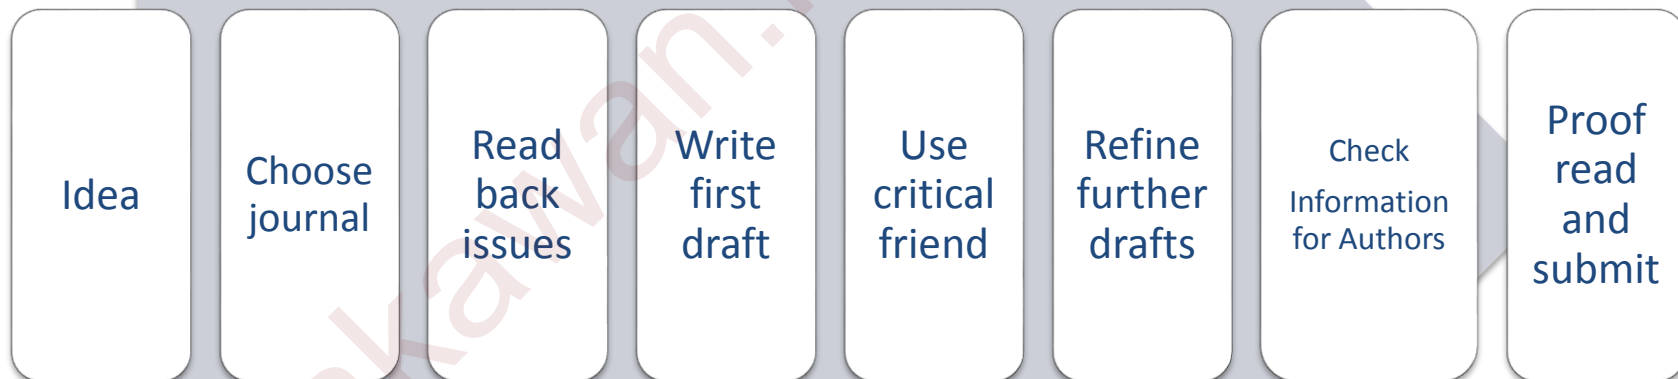 Idea
Choose
journal
Read
back
issues
Write
first
draft
Use
critical
friend
Refine
further
drafts
Check
Information
for Authors
Proof
read
and
submit